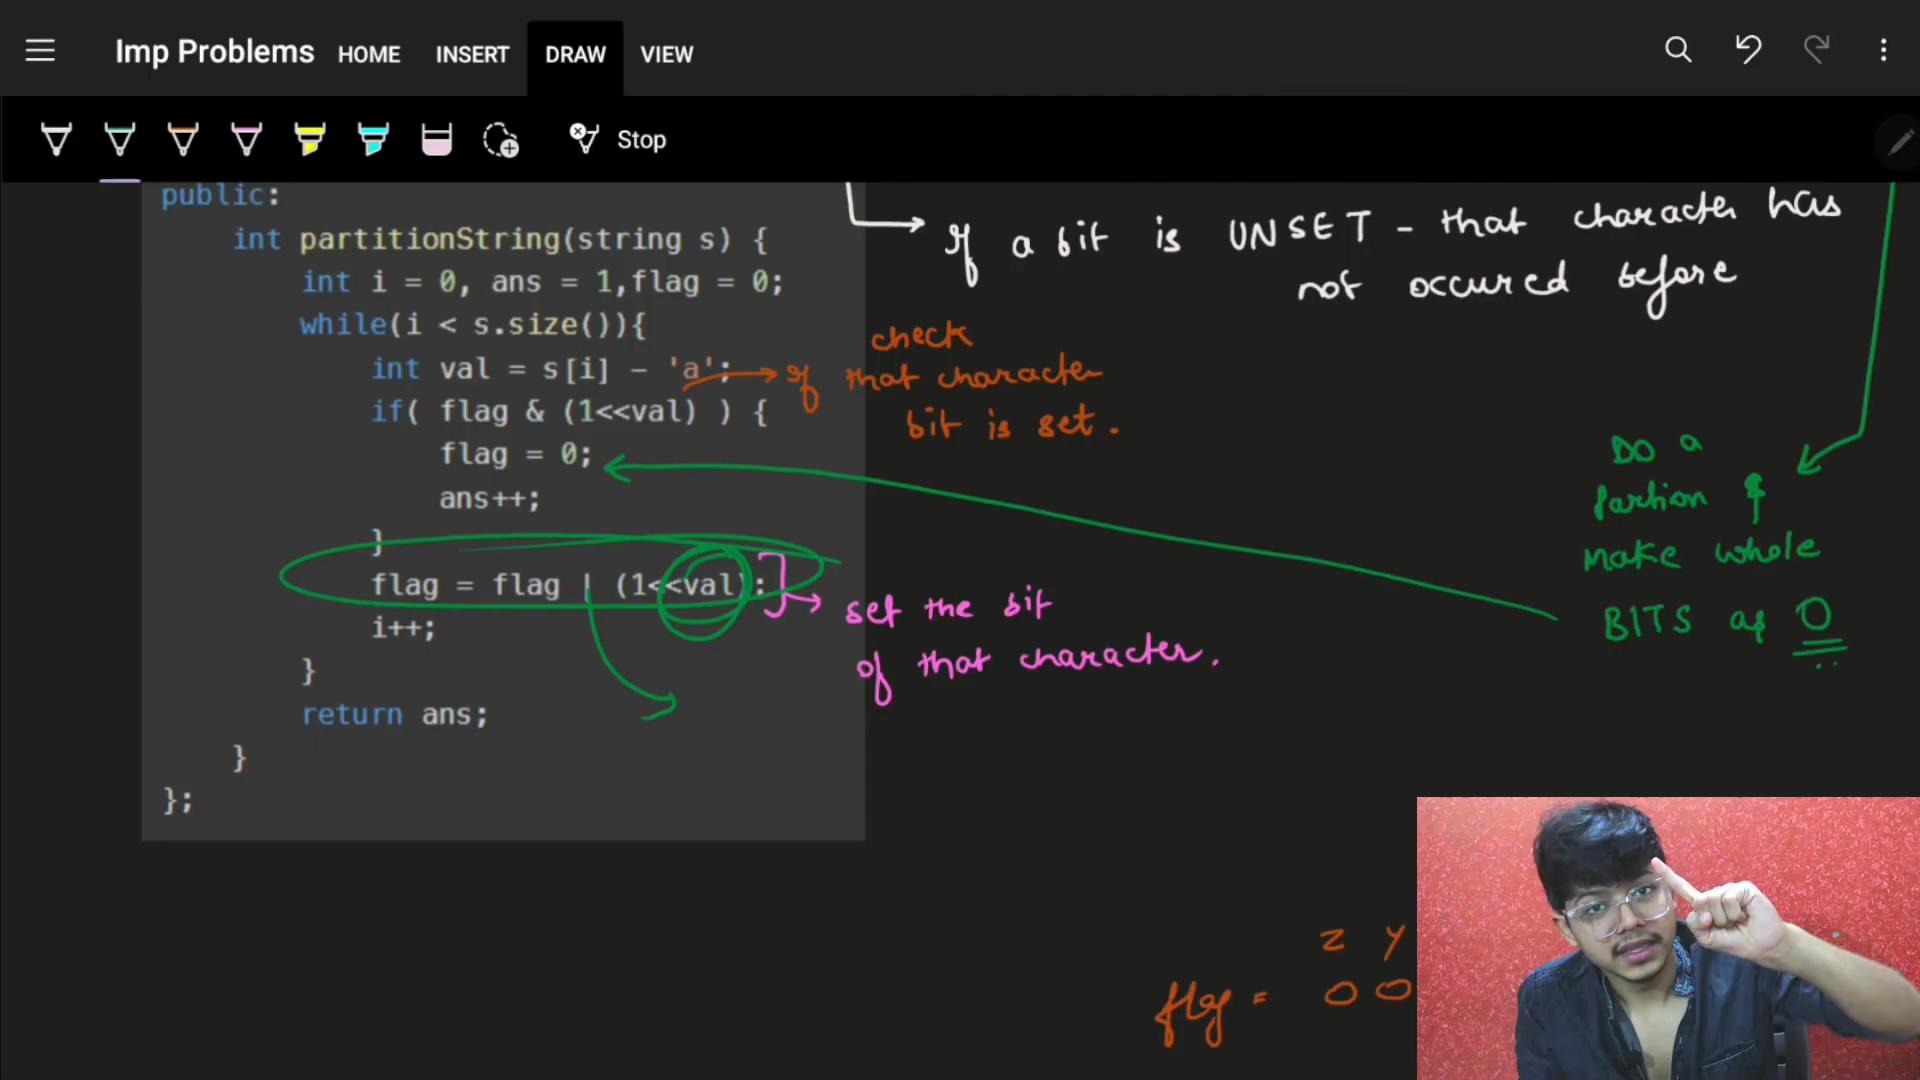 Imp Problems HOME INSERT DRAW VIEW
Stop
public:
int partitionString(string s) {
int i = 0, ans = 1,flag = 0;
while(i < s.size()){
int val = s[i] - 'a';
if( flag & (1<<val) ) {
flag = 0;
ans++;
}
flag = flag | (1<<val);
i++;
}
return ans;
}
};
If a bit is UNSET - that character has
not occured before
check
If that character
bit is set.
DO a
Partion &
Make whole
BITS as 0
set the bit
of that character.
z y
flag = 0 0